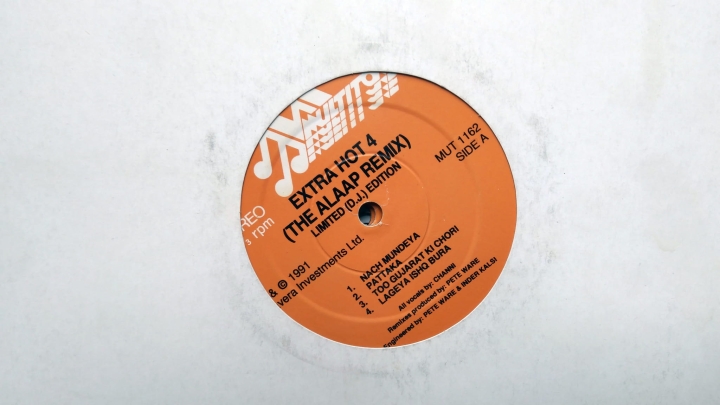 MULTITONE
EXTRA HOT 4
(THE ALAAP REMIX)
LIMITED (D.J.) EDITION
MUT 1162
SIDE A
REO
rpm
& © 1991
vera Investments Ltd.
1. NACH MUNDEYA
2. PATTAKA
3. TOO GUJARAT KI CHORI
4. LAGEYA ISHQ BURA
All vocals by: CHANNI
Remixes produced by: PETE WARE
Engineered by: PETE WARE & INDER KALSI